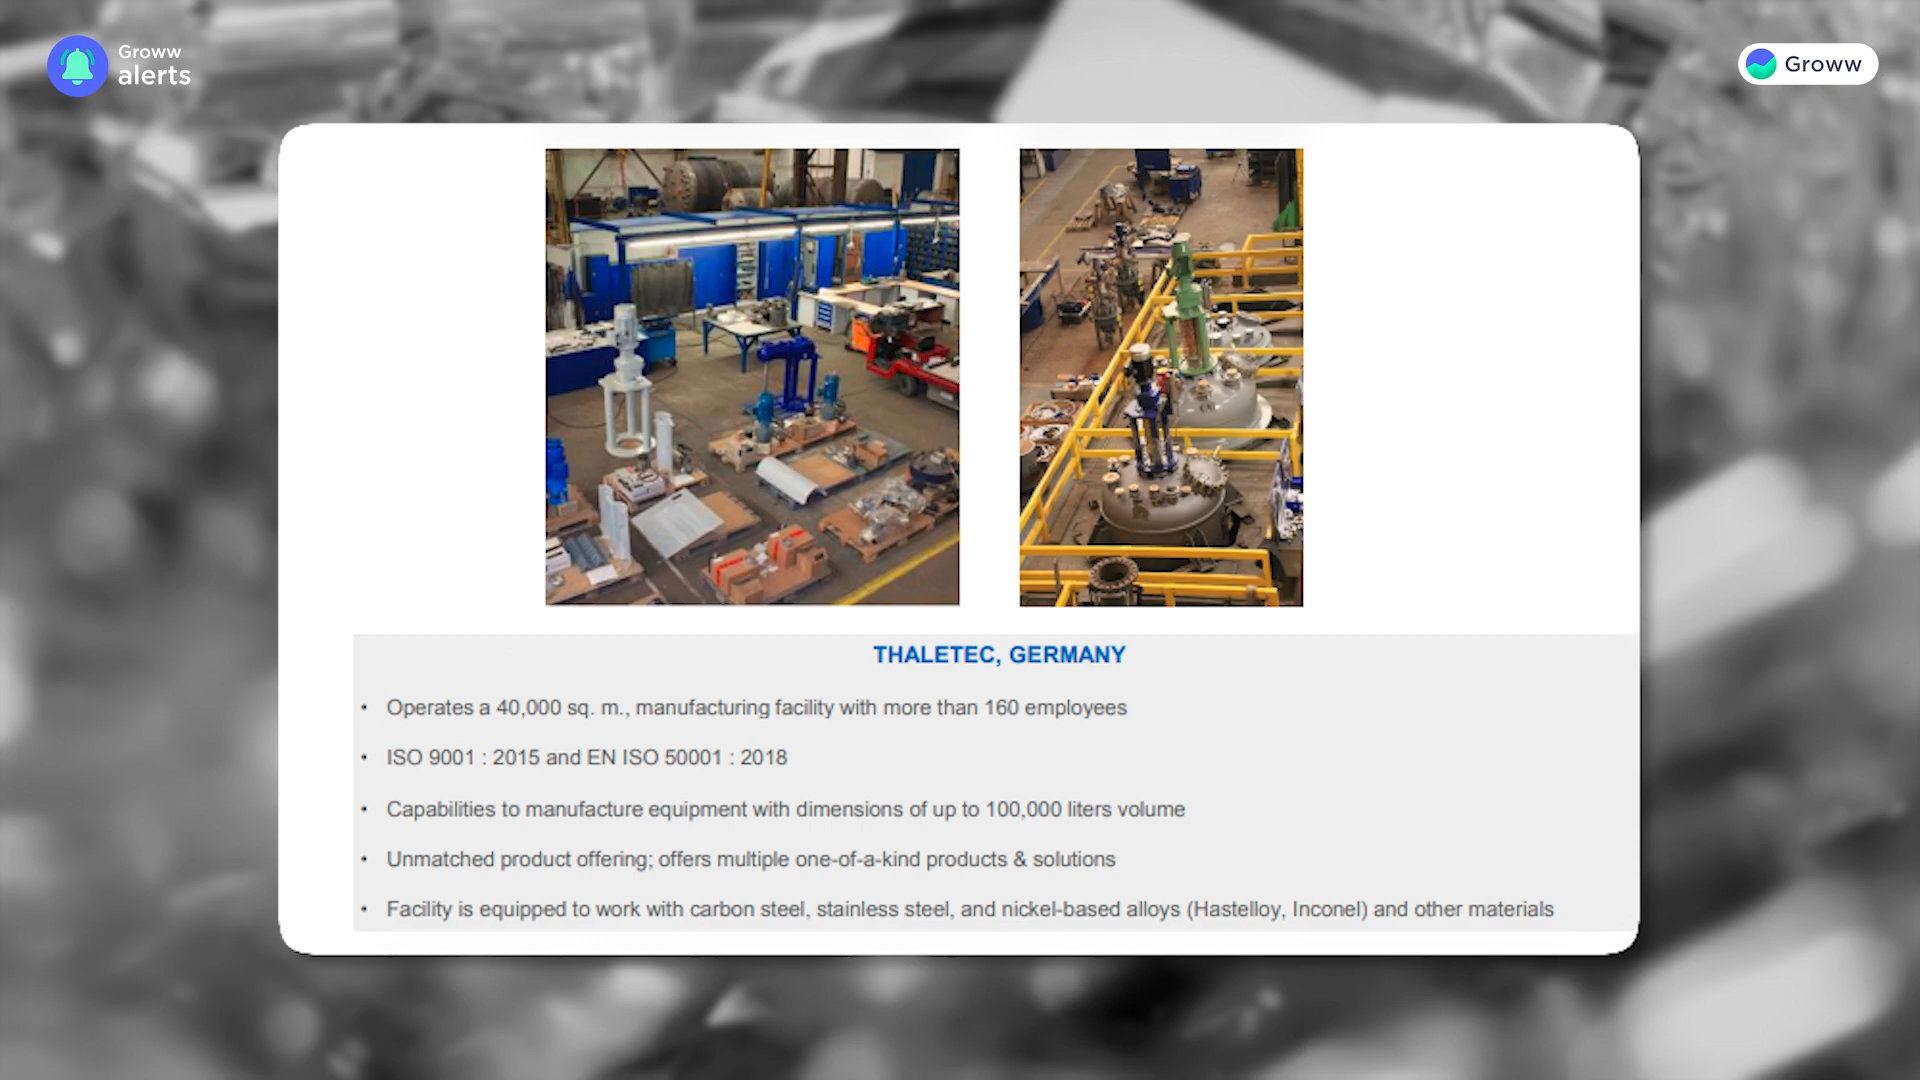 Groww
alerts
Groww
THALETEC, GERMANY
• Operates a 40,000 sq. m., manufacturing facility with more than 160 employees
• ISO 9001 : 2015 and EN ISO 50001 : 2018
• Capabilities to manufacture equipment with dimensions of up to 100,000 liters volume
• Unmatched product offering; offers multiple one-of-a-kind products & solutions
• Facility is equipped to work with carbon steel, stainless steel, and nickel-based alloys (Hastelloy, Inconel) and other materials